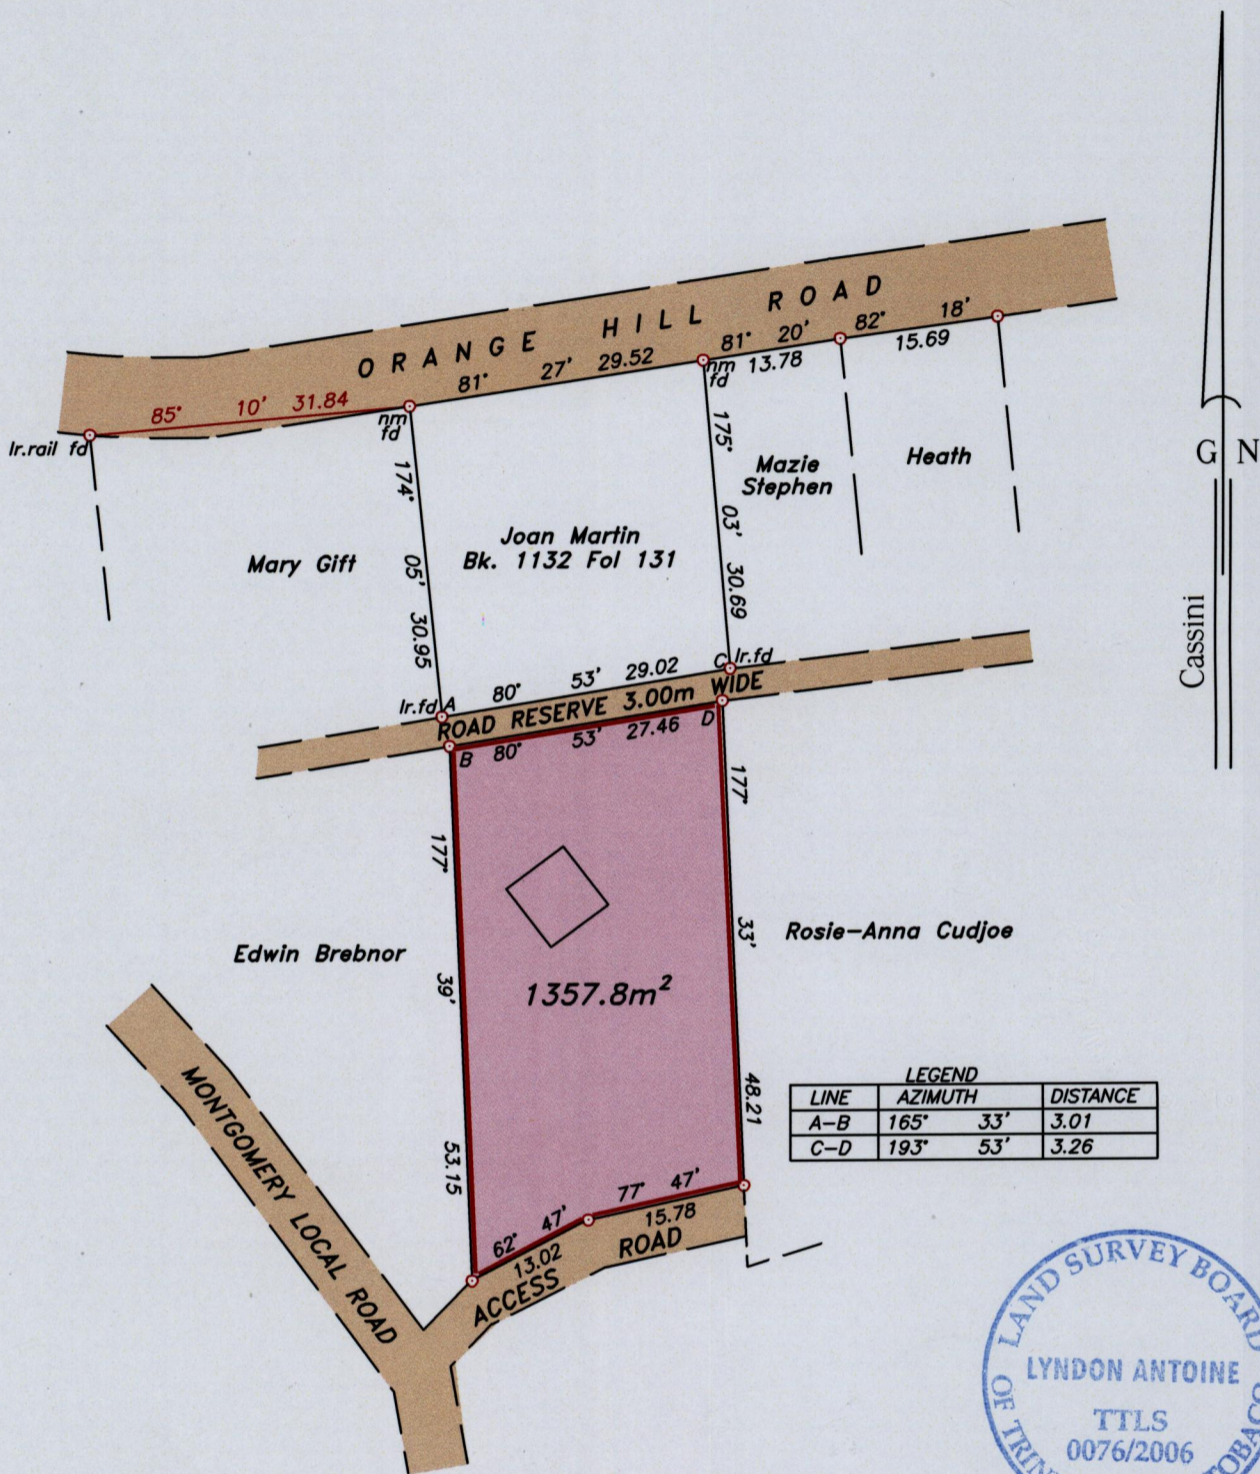 ORANGE HILL ROAD
85° 10' 31.84
81° 27' 29.52
81° 20' 13.78
82° 18' 15.69
Ir.rail fd
nm
fd
nm
fd
G N
Cassini
174° 05' 30.95
175° 03' 30.69
Mary Gift
Joan Martin
Bk. 1132 Fol 131
Mazie
Stephen
Heath
Ir.fd A
80° 53' 29.02
C Ir.fd
ROAD RESERVE 3.00m WIDE
B 80° 53' 27.46 D
177° 39' 53.15
177° 33' 48.21
Edwin Brebnor
Rosie-Anna Cudjoe
1357.8m²
MONTGOMERY LOCAL ROAD
62° 47' 13.02
77° 47' 15.78
ACCESS ROAD
LEGEND
LINE AZIMUTH DISTANCE
A-B 165° 33' 3.01
C-D 193° 53' 3.26
LAND SURVEY BOARD
LYNDON ANTOINE
TTLS
0076/2006
OF